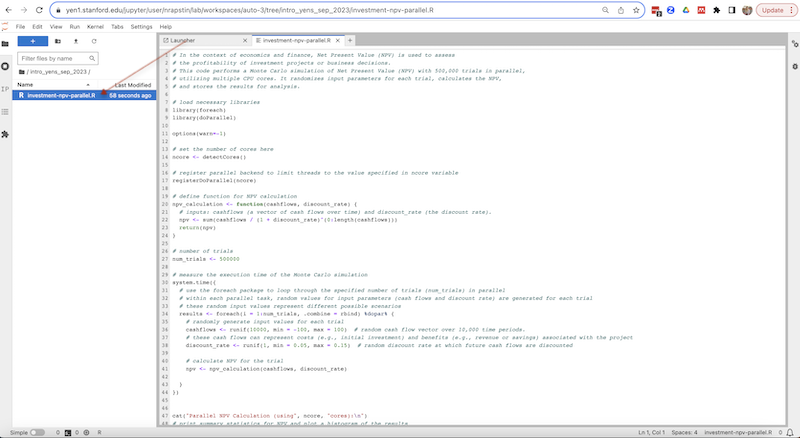 yen1.stanford.edu/jupyter/user/nrapstin/lab/workspaces/auto-3/tree/intro_yens_sep_2023/investment-npv-parallel.R
Update
File Edit View Run Kernel Tabs Settings Help
Filter files by name
/ intro_yens_sep_2023 /
Name
Last Modified
investment-npv-parallel.R
58 seconds ago
Launcher
investment-npv-parallel.R
1 # In the context of economics and finance, Net Present Value (NPV) is used to assess
2 # the profitability of investment projects or business decisions.
3 # This code performs a Monte Carlo simulation of Net Present Value (NPV) with 500,000 trials in parallel,
4 # utilizing multiple CPU cores. It randomizes input parameters for each trial, calculates the NPV,
5 # and stores the results for analysis.
6
7 # load necessary libraries
8 library(foreach)
9 library(doParallel)
10
11 options(warn=-1)
12
13 # set the number of cores here
14 ncore <- detectCores()
15
16 # register parallel backend to limit threads to the value specified in ncore variable
17 registerDoParallel(ncore)
18
19 # define function for NPV calculation
20 npv_calculation <- function(cashflows, discount_rate) {
21 # inputs: cashflows (a vector of cash flows over time) and discount_rate (the discount rate).
22 npv <- sum(cashflows / (1 + discount_rate)^(0:length(cashflows)))
23 return(npv)
24 }
25
26 # number of trials
27 num_trials <- 500000
28
29 # measure the execution time of the Monte Carlo simulation
30 system.time({
31 # use the foreach package to loop through the specified number of trials (num_trials) in parallel
32 # within each parallel task, random values for input parameters (cash flows and discount rate) are generated for each trial
33 # these random input values represent different possible scenarios
34 results <- foreach(i = 1:num_trials, .combine = rbind) %dopar% {
35 # randomly generate input values for each trial
36 cashflows <- runif(10000, min = -100, max = 100) # random cash flow vector over 10,000 time periods.
37 # these cash flows can represent costs (e.g., initial investment) and benefits (e.g., revenue or savings) associated with the project
38 discount_rate <- runif(1, min = 0.05, max = 0.15) # random discount rate at which future cash flows are discounted
39
40 # calculate NPV for the trial
41 npv <- npv_calculation(cashflows, discount_rate)
42
43 }
44 })
45
46
47 cat("Parallel NPV Calculation (using", ncore, "cores):\n")
48 # print summary statistics for NPV and plot a histogram of the results
Simple 0 0 R
Ln 1, Col 1 Spaces: 4 investment-npv-parallel.R 0